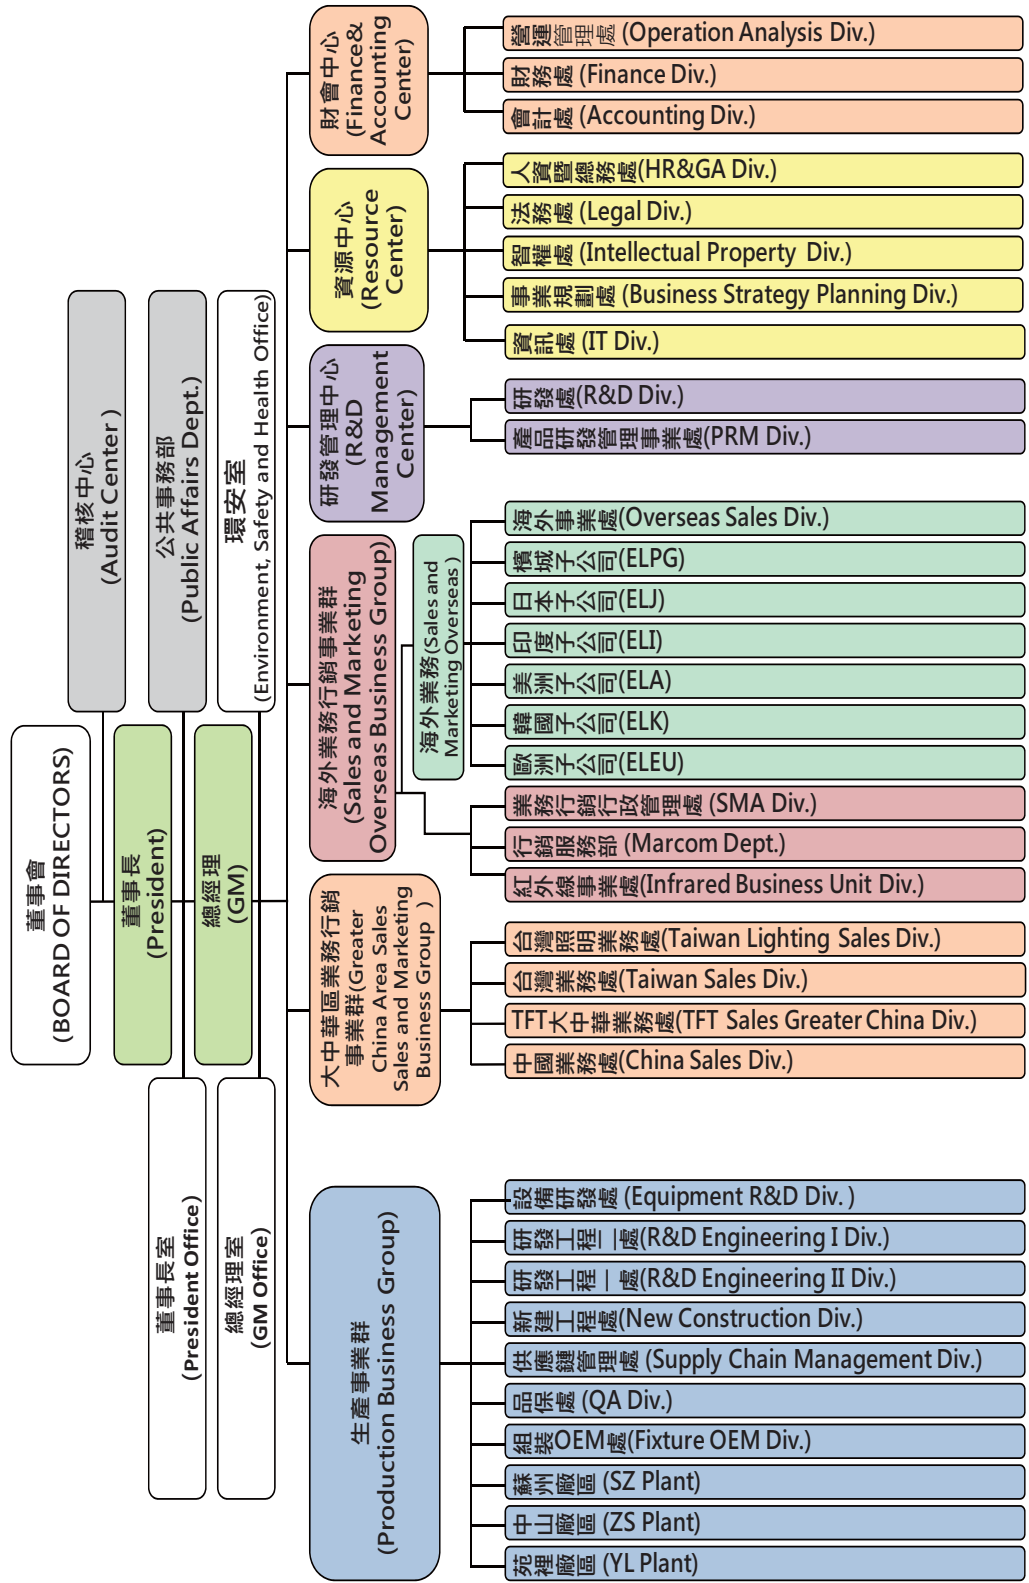 董事會
(BOARD OF DIRECTORS)
稽核中心
(Audit Center )
董事長
(President)
董事長室
(President Office)
公共事務部
(Public Affairs Dept.)
總經理
(GM)
總經理室
(GM Office)
環安室
(Environment, Safety and Health Office)
生產事業群
(Production Business Group)
大中華區業務行銷
事業群(Greater
China Area Sales
Sales and Marketing
Business Group )
海外業務行銷事業群
(Sales and Marketing
Overseas Business Group)
研發管理中心
(R&D
Management
Center)
資源中心
(Resource
Center)
財會中心
(Finance&
Accounting
Center)
海外業務(Sales and
Marketing Overseas )
苑裡廠區 (YL Plant)
中山廠區 (ZS Plant)
蘇州廠區 (SZ Plant)
組裝OEM處(Fixture OEM Div.)
品保處 (QA Div.)
供應鏈管理處 (Supply Chain Management Div.)
新建工程處(New Construction Div.)
研發工程一處(R&D Engineering II Div.)
研發工程二處(R&D Engineering I Div.)
設備研發處 (Equipment R&D Div. )
中國業務處(China Sales Div.)
TFT大中華業務處(TFT Sales Greater China Div.)
台灣業務處(Taiwan Sales Div.)
台灣照明業務處(Taiwan Lighting Sales Div.)
紅外線事業處(Infrared Business Unit Div.)
行銷服務部 (Marcom Dept.)
業務行銷行政管理處 (SMA Div.)
歐洲子公司(ELEU)
韓國子公司(ELK)
美洲子公司(ELA)
印度子公司(ELI)
日本子公司(ELJ)
檳城子公司(ELPG)
海外事業處(Overseas Sales Div.)
產品研發管理事業處(PRM Div.)
研發處(R&D Div.)
資訊處 (IT Div.)
事業規劃處 (Business Strategy Planning Div.)
智權處 (Intellectual Property Div.)
法務處 (Legal Div.)
人資暨總務處(HR&GA Div.)
會計處 (Accounting Div.)
財務處 (Finance Div.)
營運管理處 (Operation Analysis Div.)